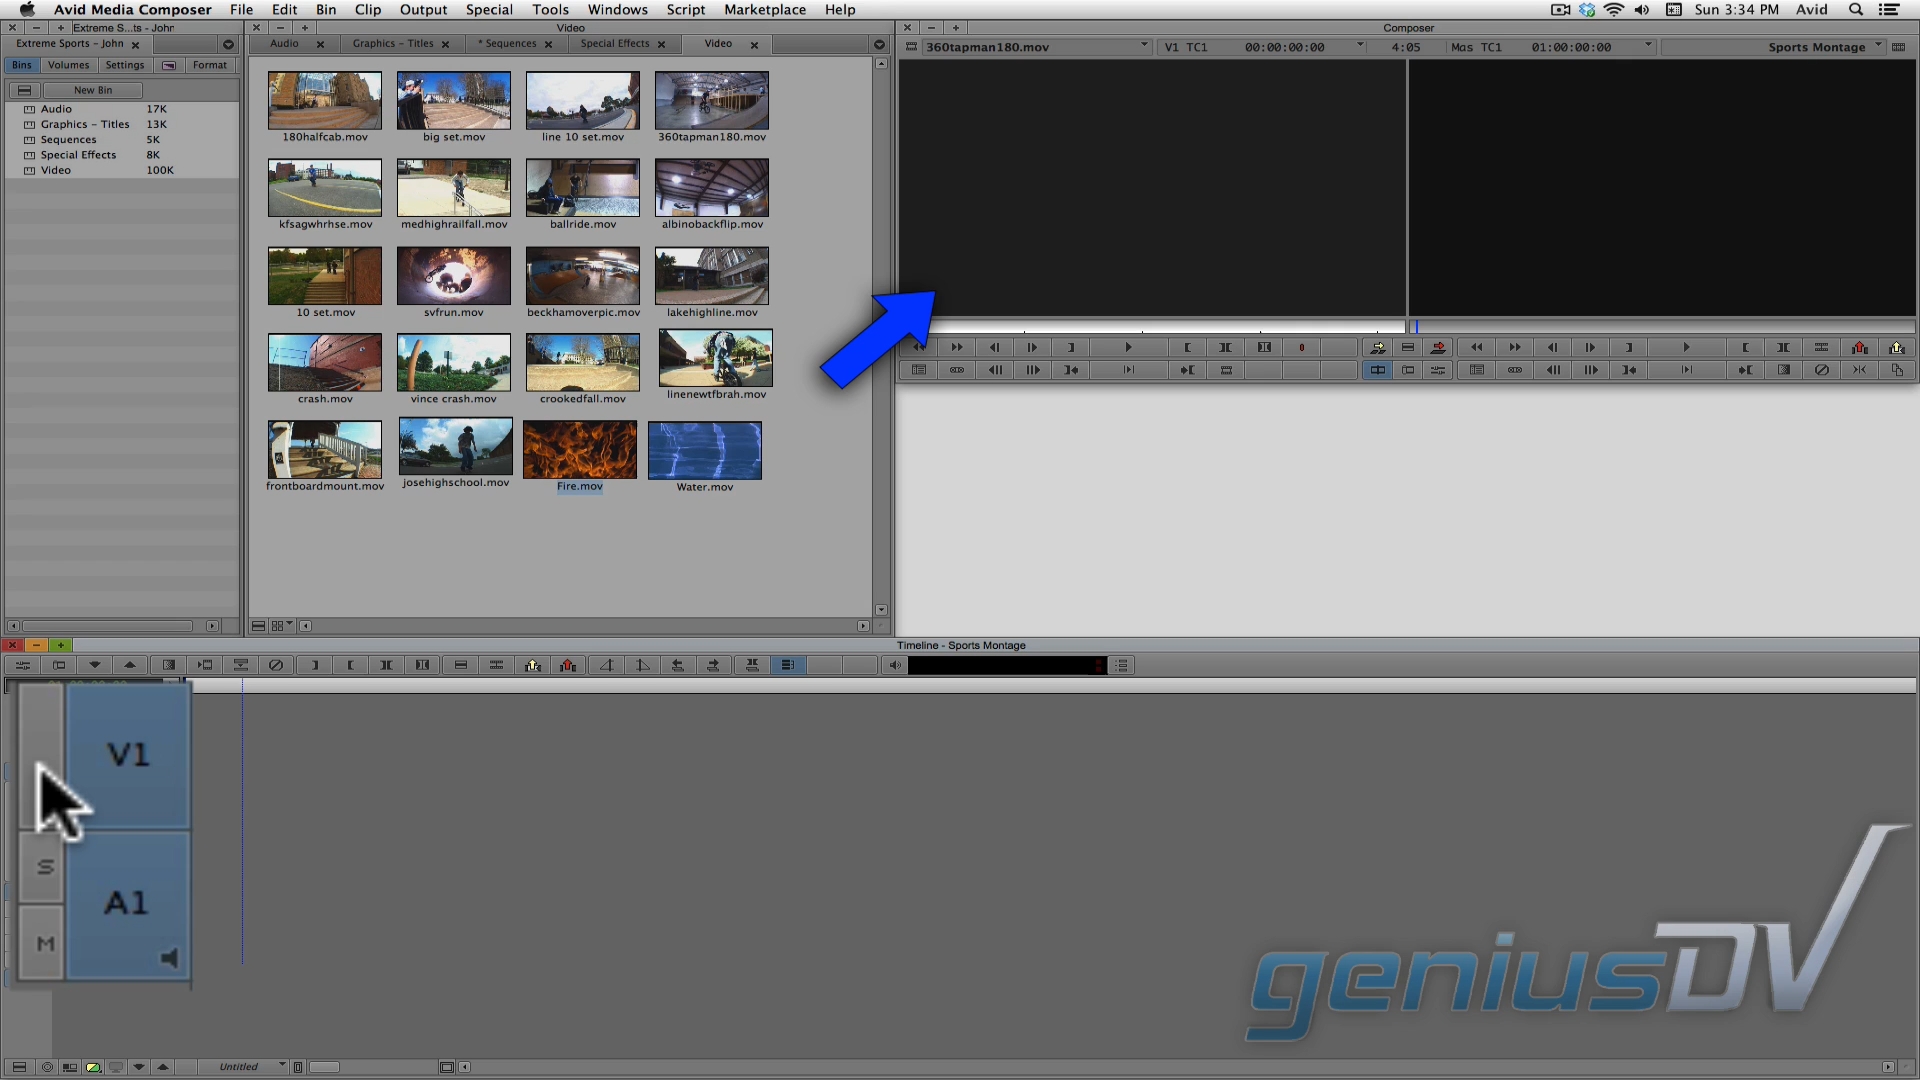 Avid Media Composer File Edit Bin Clip Output Special Tools Windows Script Marketplace Help
Sun 3:34 PM Avid
Extreme S...ts - John
Video
Composer
Extreme Sports - John
Audio Graphics - Titles * Sequences Special Effects Video
360tapman180.mov V1 TC1 00:00:00:00 4:05 Mas TC1 01:00:00:00 Sports Montage
Bins Volumes Settings Format
New Bin
Audio 17K
Graphics - Titles 13K
Sequences 5K
Special Effects 8K
Video 100K
180halfcab.mov big set.mov line 10 set.mov 360tapman180.mov
kfsagwhrhse.mov medhighrailfall.mov ballride.mov albinobackflip.mov
10 set.mov svfrun.mov beckhamoverpic.mov lakehighline.mov
crash.mov vince crash.mov crookedfall.mov linenewtfbrah.mov
frontboardmount.mov josehighschool.mov Fire.mov Water.mov
Timeline - Sports Montage
V1
S
A1
M
geniusDV
Untitled